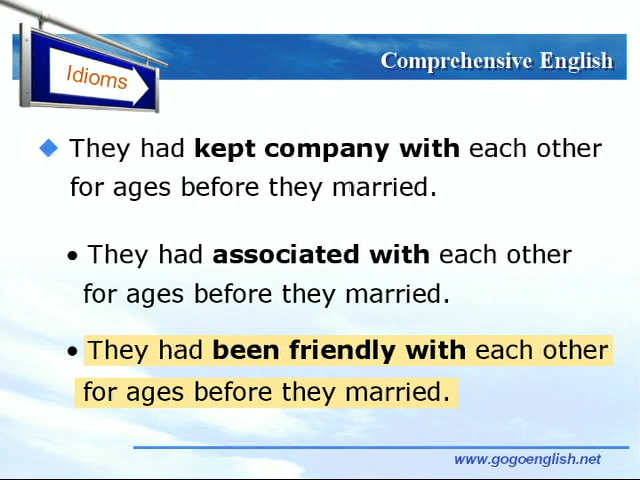 Idioms
Comprehensive English
They had kept company with each other
for ages before they married.
• They had associated with each other
for ages before they married.
• They had been friendly with each other
for ages before they married.
www.gogoenglish.net